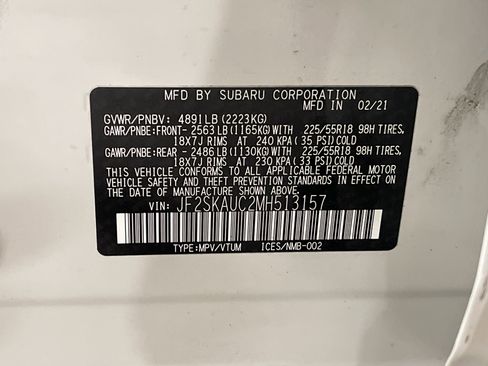 MFD BY SUBARU CORPORATION
MFD IN 02/21
GVWR/PNBV: 4891LB (2223KG)
GAWR/PNBE:FRONT- 2563LB (1165KG) WITH 225/55R18 98H TIRES.
18X7J RIMS AT 240 KPA (35 PSI) COLD
GAWR/PNBE:REAR - 2486LB (1130KG) WITH 225/55R18 98H TIRES.
18X7J RIMS AT 230 KPA (33 PSI) COLD
THIS VEHICLE CONFORMS TO ALL APPLICABLE FEDERAL MOTOR
VEHICLE SAFETY AND THEFT PREVENTION STANDARDS IN EFFECT
ON THE DATE OF MANUFACTURE SHOWN ABOVE.
VIN: JF2SKAUC2MH513157
TYPE:MPV/VTUM ICES/NMB-002